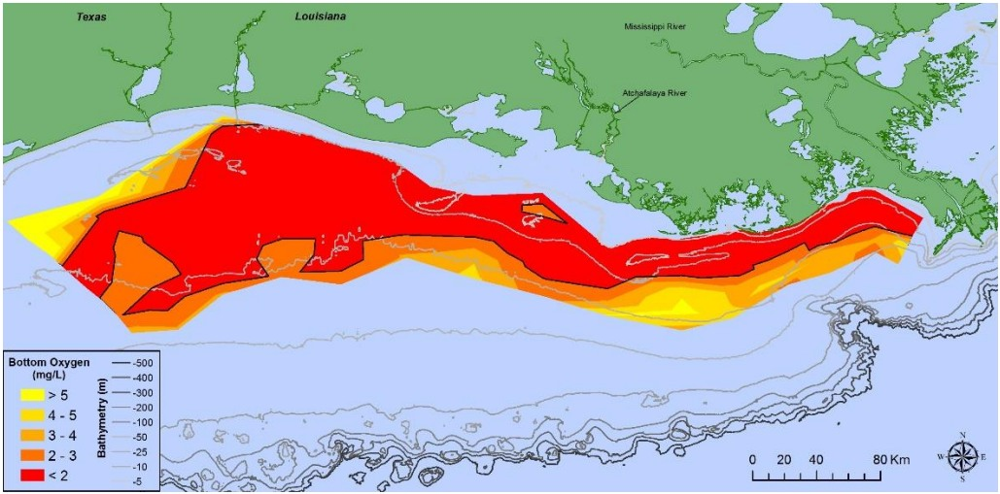 Texas
Louisiana
Mississippi River
Atchafalaya River
Bottom Oxygen
(mg/L)
> 5
4 - 5
3 - 4
2 - 3
< 2
Bathymetry (m)
-500
-400
-300
-200
-100
-50
-25
-10
-5
0 20 40 80 Km
N
W E
S